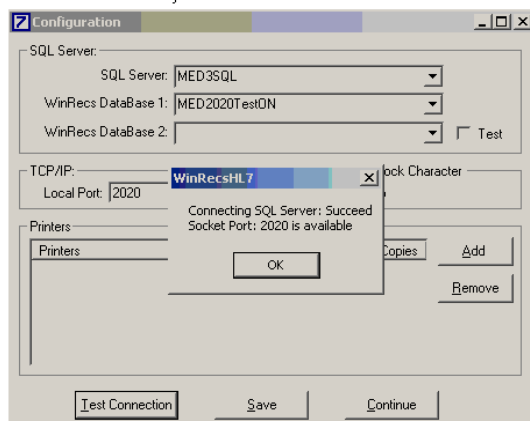 Configuration
SQL Server:
SQL Server: MED3SQL
WinRecs DataBase 1: MED2020TestON
WinRecs DataBase 2:
Test
TCP/IP:
ock Character
Local Port: 2020
WinRecsHL7
Connecting SQL Server: Succeed
Socket Port: 2020 is available
OK
Printers
Printers
Copies
Add
Remove
Test Connection
Save
Continue